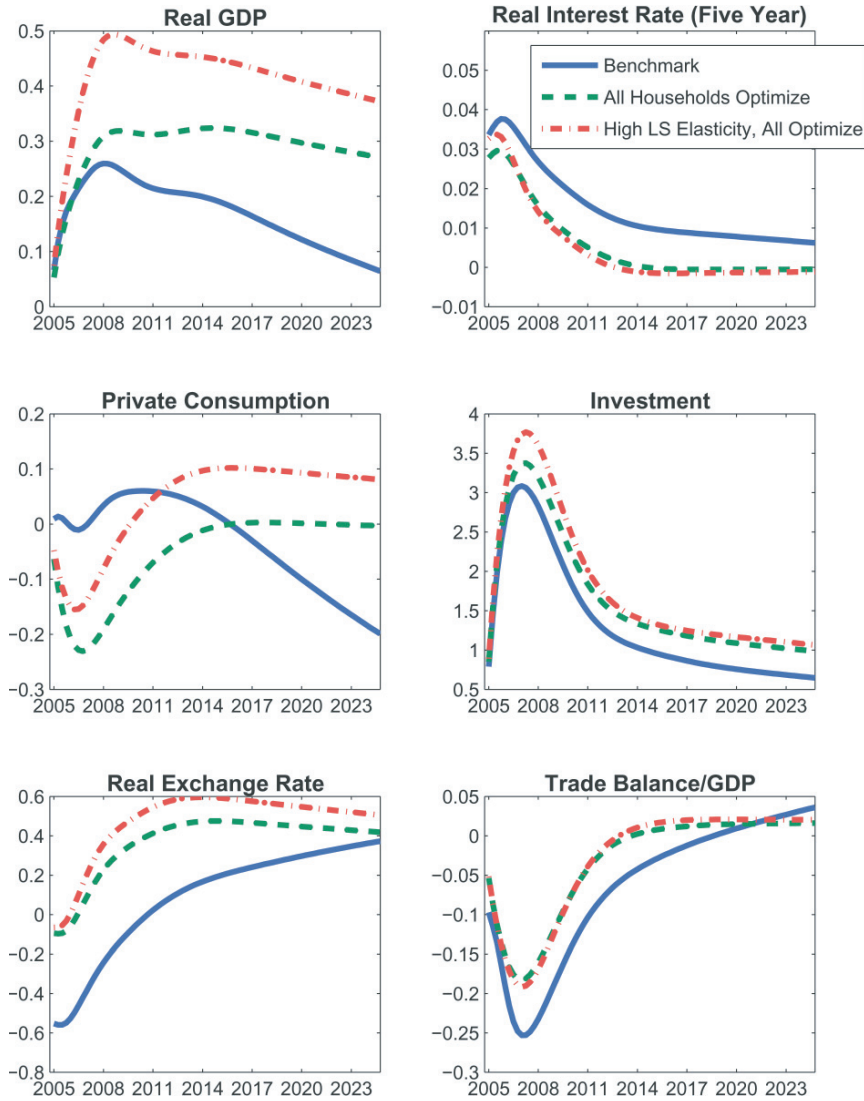 Real GDP
0.5
0.4
0.3
0.2
0.1
0
2005 2008 2011 2014 2017 2020 2023
Real Interest Rate (Five Year)
0.06
0.05
0.04
0.03
0.02
0.01
0
−0.01
2005 2008 2011 2014 2017 2020 2023
Benchmark
All Households Optimize
High LS Elasticity, All Optimize
Private Consumption
0.2
0.1
0
−0.1
−0.2
−0.3
2005 2008 2011 2014 2017 2020 2023
Investment
4
3.5
3
2.5
2
1.5
1
0.5
2005 2008 2011 2014 2017 2020 2023
Real Exchange Rate
0.6
0.4
0.2
0
−0.2
−0.4
−0.6
−0.8
2005 2008 2011 2014 2017 2020 2023
Trade Balance/GDP
0.05
0
−0.05
−0.1
−0.15
−0.2
−0.25
−0.3
2005 2008 2011 2014 2017 2020 2023